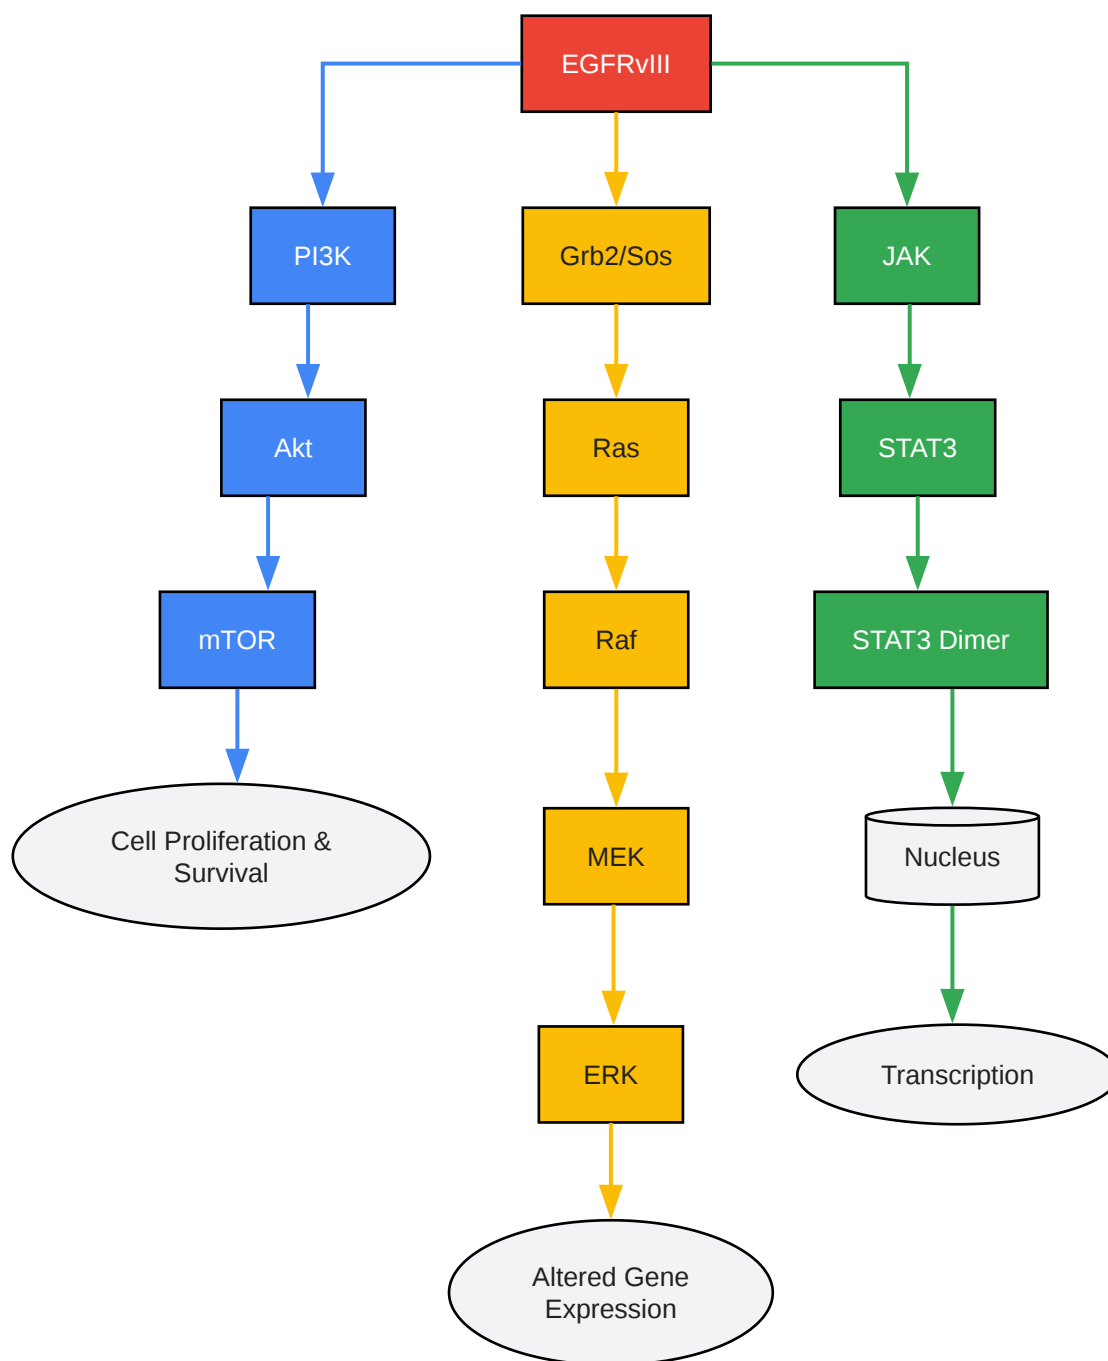 EGFRvIII
PI3K
Grb2/Sos
JAK
Akt
Ras
STAT3
mTOR
Raf
STAT3 Dimer
Cell Proliferation &
Survival
MEK
Nucleus
ERK
Transcription
Altered Gene
Expression